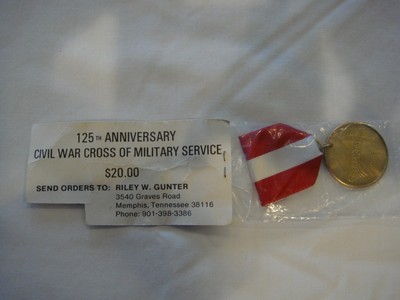 125TH ANNIVERSARY
CIVIL WAR CROSS OF MILITARY SERVICE
$20.00
SEND ORDERS TO: RILEY W. GUNTER
3540 Graves Road
Memphis, Tennessee 38116
Phone: 901-398-3386